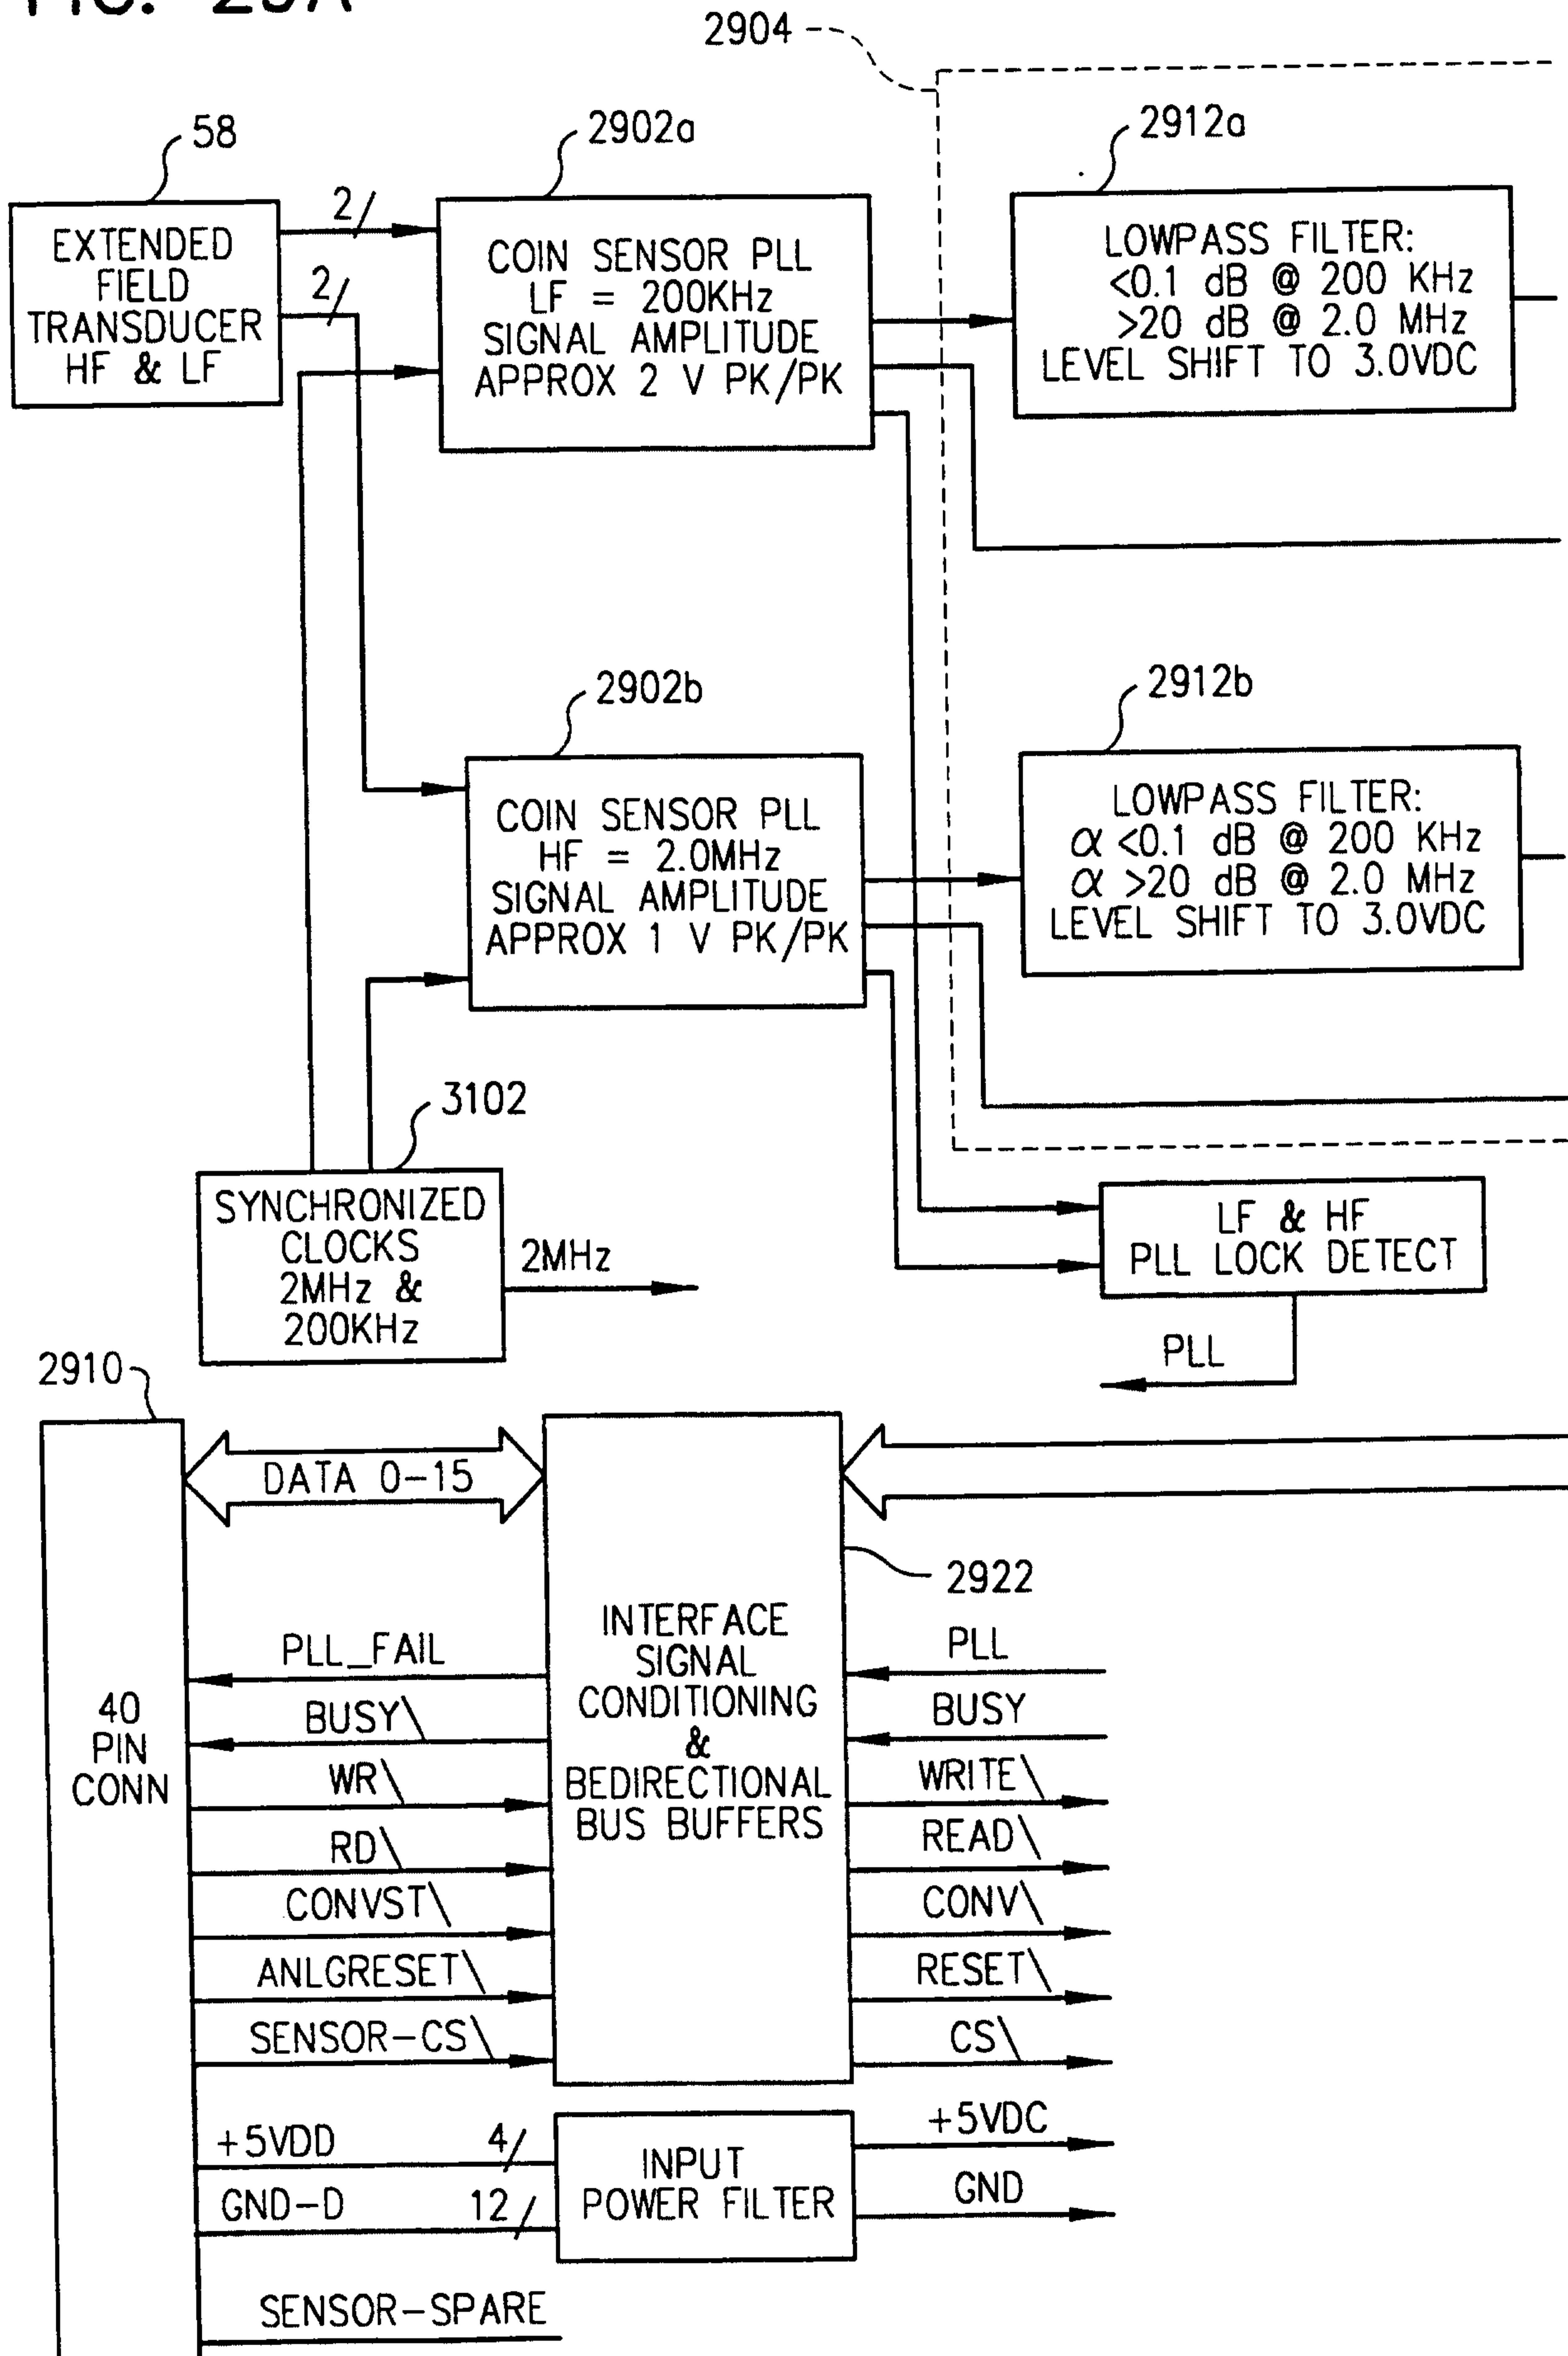 2904
58
2902a
2912a
EXTENDED
FIELD
TRANSDUCER
HF & LF
2/
2/
COIN SENSOR PLL
LF = 200KHz
SIGNAL AMPLITUDE
APPROX 2 V PK/PK
LOWPASS FILTER:
<0.1 dB @ 200 KHz
>20 dB @ 2.0 MHz
LEVEL SHIFT TO 3.0VDC
2902b
2912b
COIN SENSOR PLL
HF = 2.0MHz
SIGNAL AMPLITUDE
APPROX 1 V PK/PK
LOWPASS FILTER:
α <0.1 dB @ 200 KHz
α >20 dB @ 2.0 MHz
LEVEL SHIFT TO 3.0VDC
3102
SYNCHRONIZED
CLOCKS
2MHz &
200KHz
2MHz
LF & HF
PLL LOCK DETECT
PLL
2910
DATA 0-15
2922
40
PIN
CONN
INTERFACE
SIGNAL
CONDITIONING
&
BEDIRECTIONAL
BUS BUFFERS
PLL_FAIL
BUSY\
WR\
RD\
CONVST\
ANLGRESET\
SENSOR-CS\
PLL
BUSY
WRITE\
READ\
CONV\
RESET\
CS\
+5VDD 4/
GND-D 12/
INPUT
POWER FILTER
+5VDC
GND
SENSOR-SPARE